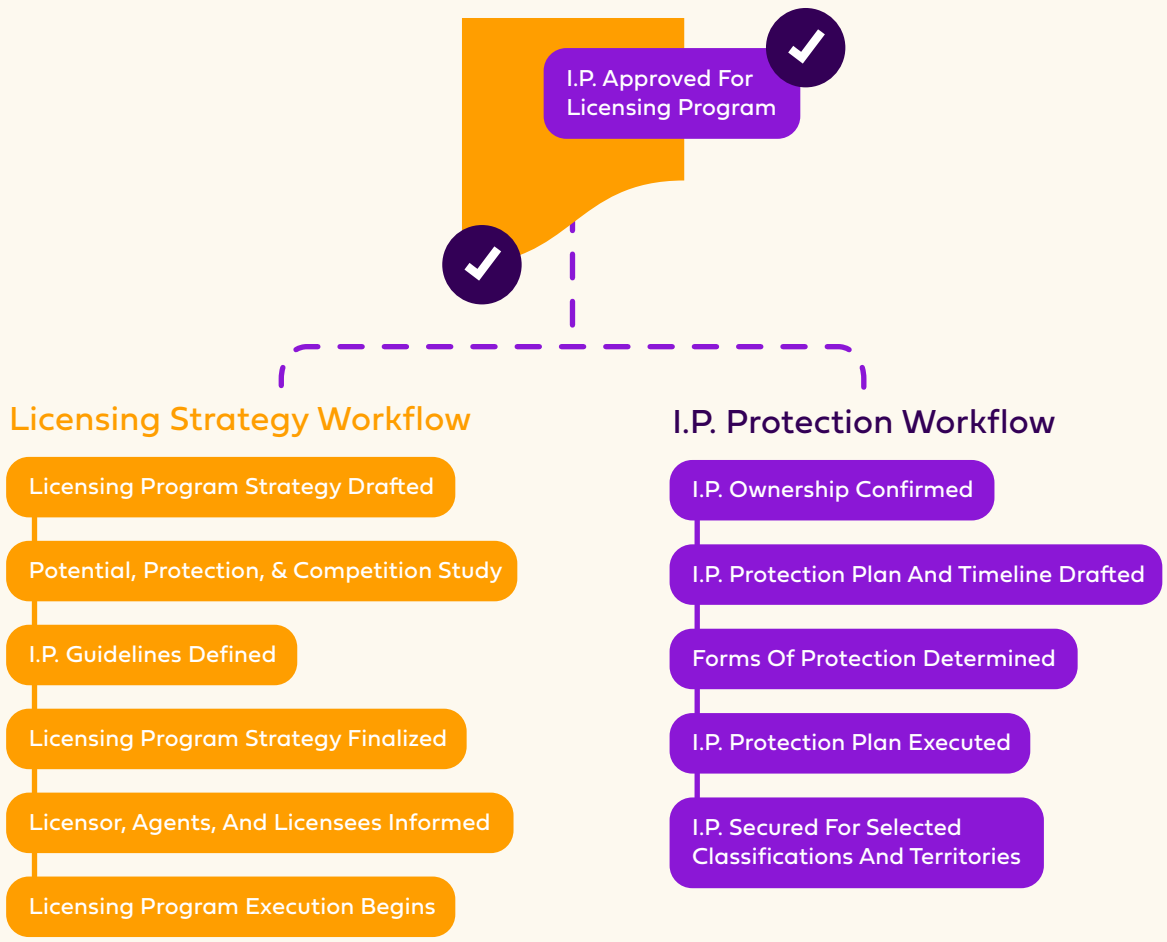 I.P. Approved For
Licensing Program
Licensing Strategy Workflow
Licensing Program Strategy Drafted
Potential, Protection, & Competition Study
I.P. Guidelines Defined
Licensing Program Strategy Finalized
Licensor, Agents, And Licensees Informed
Licensing Program Execution Begins
I.P. Protection Workflow
I.P. Ownership Confirmed
I.P. Protection Plan And Timeline Drafted
Forms Of Protection Determined
I.P. Protection Plan Executed
I.P. Secured For Selected
Classifications And Territories